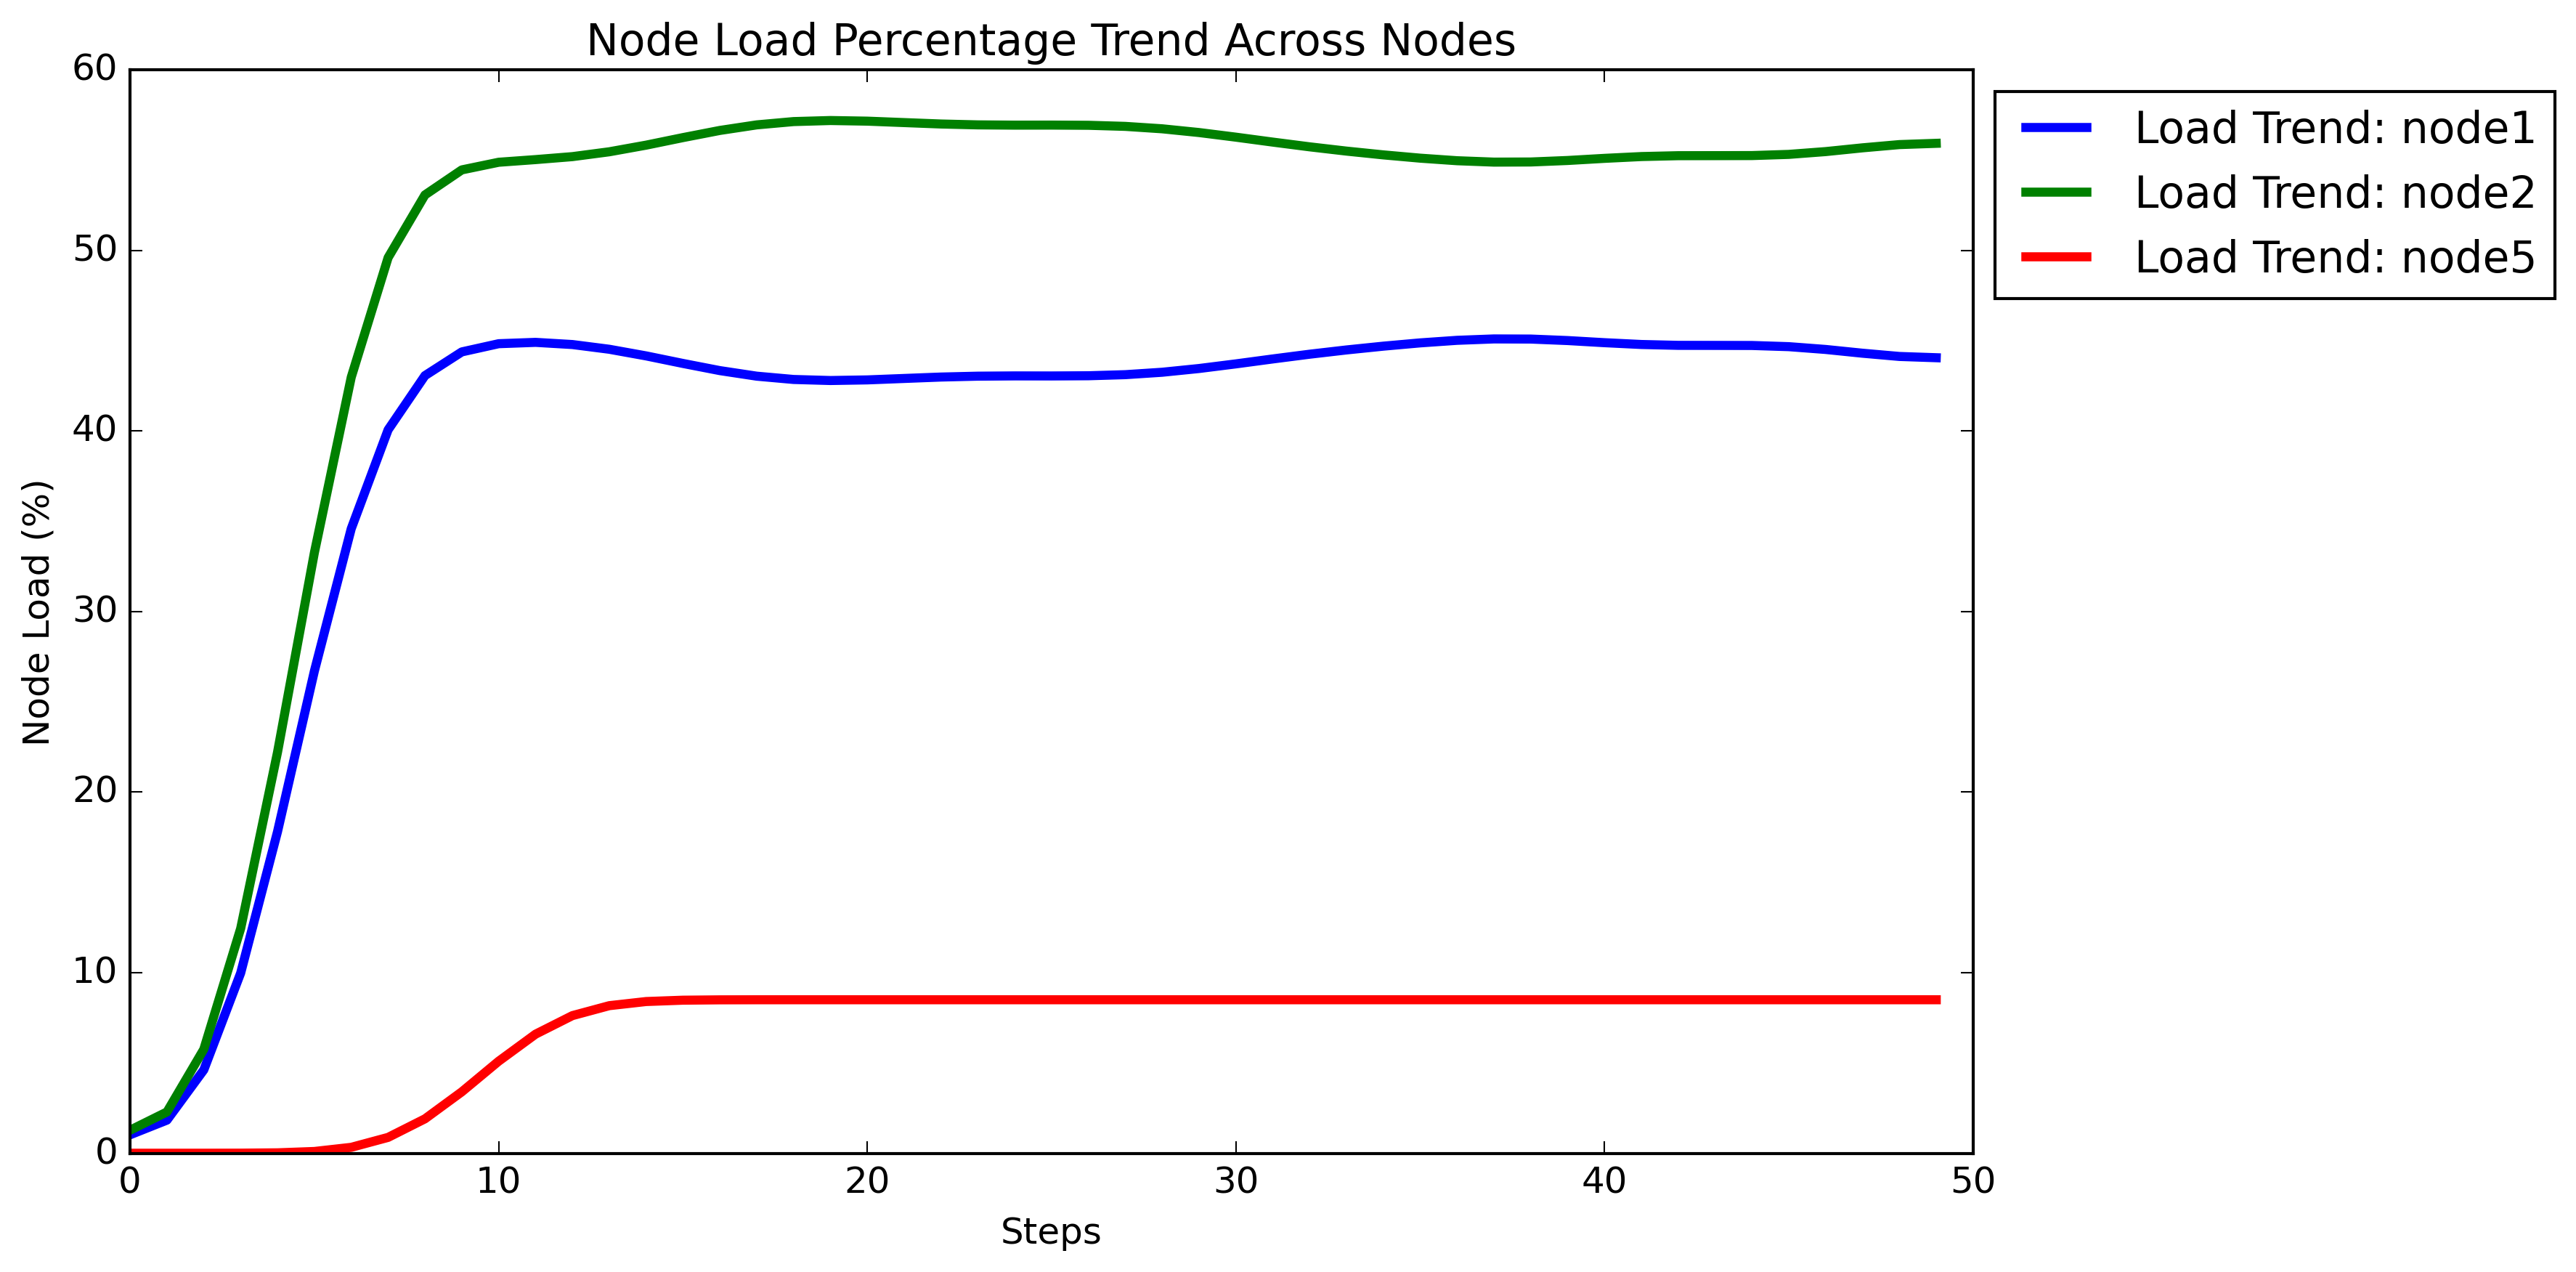 Node Load Percentage Trend Across Nodes
60
50
40
30
20
10
0
Node Load (%)
0 10 20 30 40 50
Steps
Load Trend: node1
Load Trend: node2
Load Trend: node5